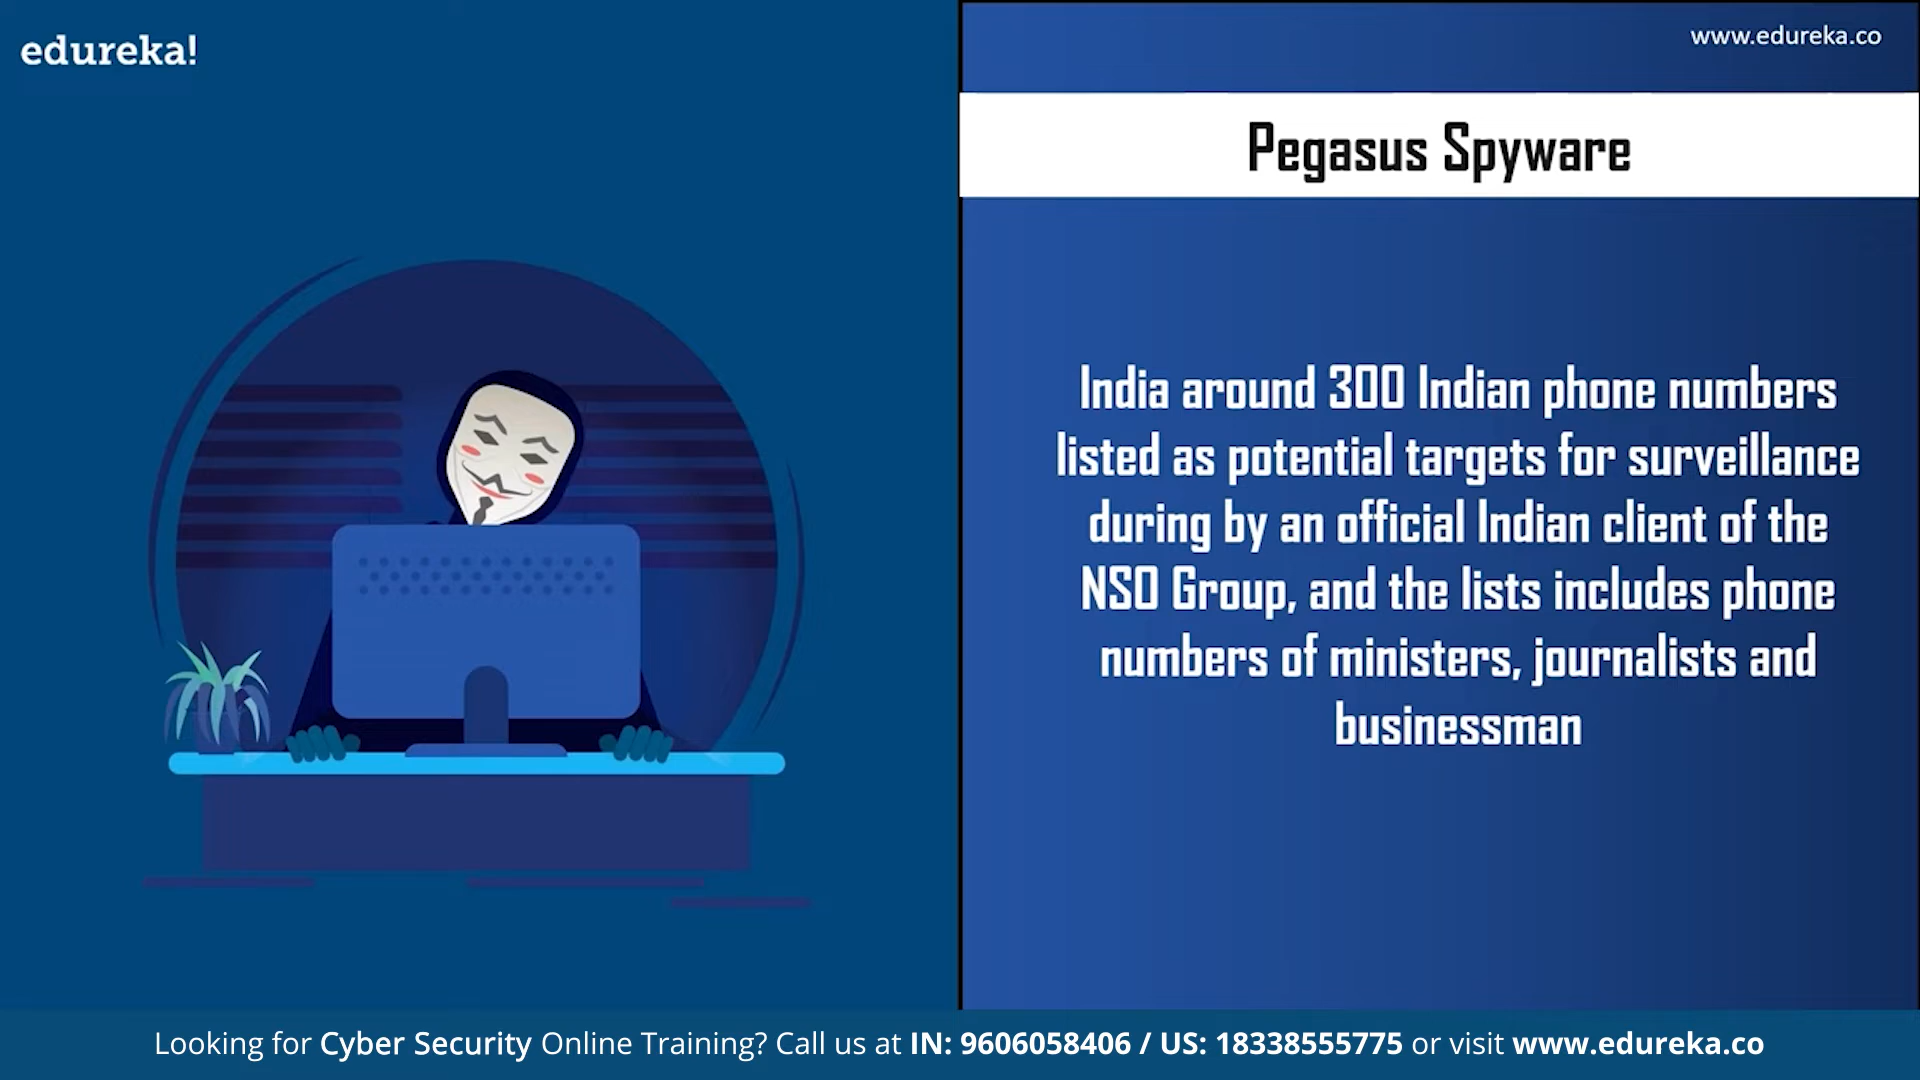 edureka!
www.edureka.co
Pegasus Spyware
India around 300 Indian phone numbers
listed as potential targets for surveillance
during by an official Indian client of the
NSO Group, and the lists includes phone
numbers of ministers, journalists and
businessman
Looking for Cyber Security Online Training? Call us at IN: 9606058406 / US: 18338555775 or visit www.edureka.co